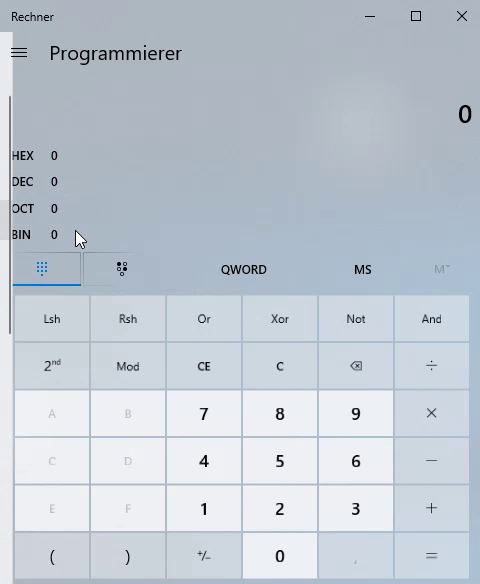 Rechner
Programmierer
0
HEX 0
DEC 0
OCT 0
BIN 0
QWORD MS M˅
Lsh Rsh Or Xor Not And
2nd Mod CE C ÷
A B 7 8 9 ×
C D 4 5 6 −
E F 1 2 3 +
( ) +/− 0 , =